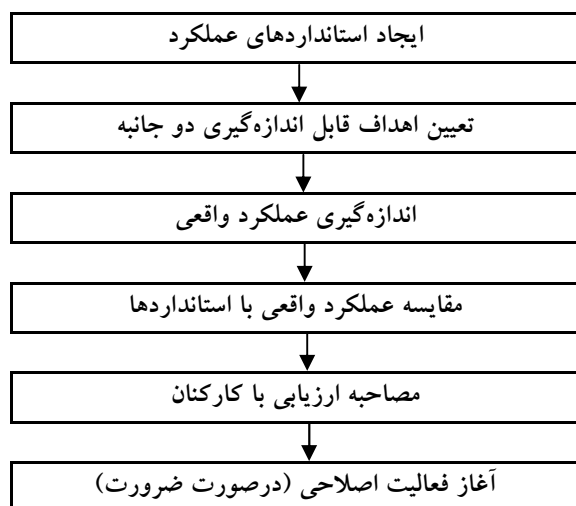 ایجاد استانداردهای عملکرد
تعیین اهداف قابل اندازه‌گیری دو جانبه
اندازه‌گیری عملکرد واقعی
مقایسه عملکرد واقعی با استانداردها
مصاحبه ارزیابی با کارکنان
آغاز فعالیت اصلاحی (درصورت ضرورت)